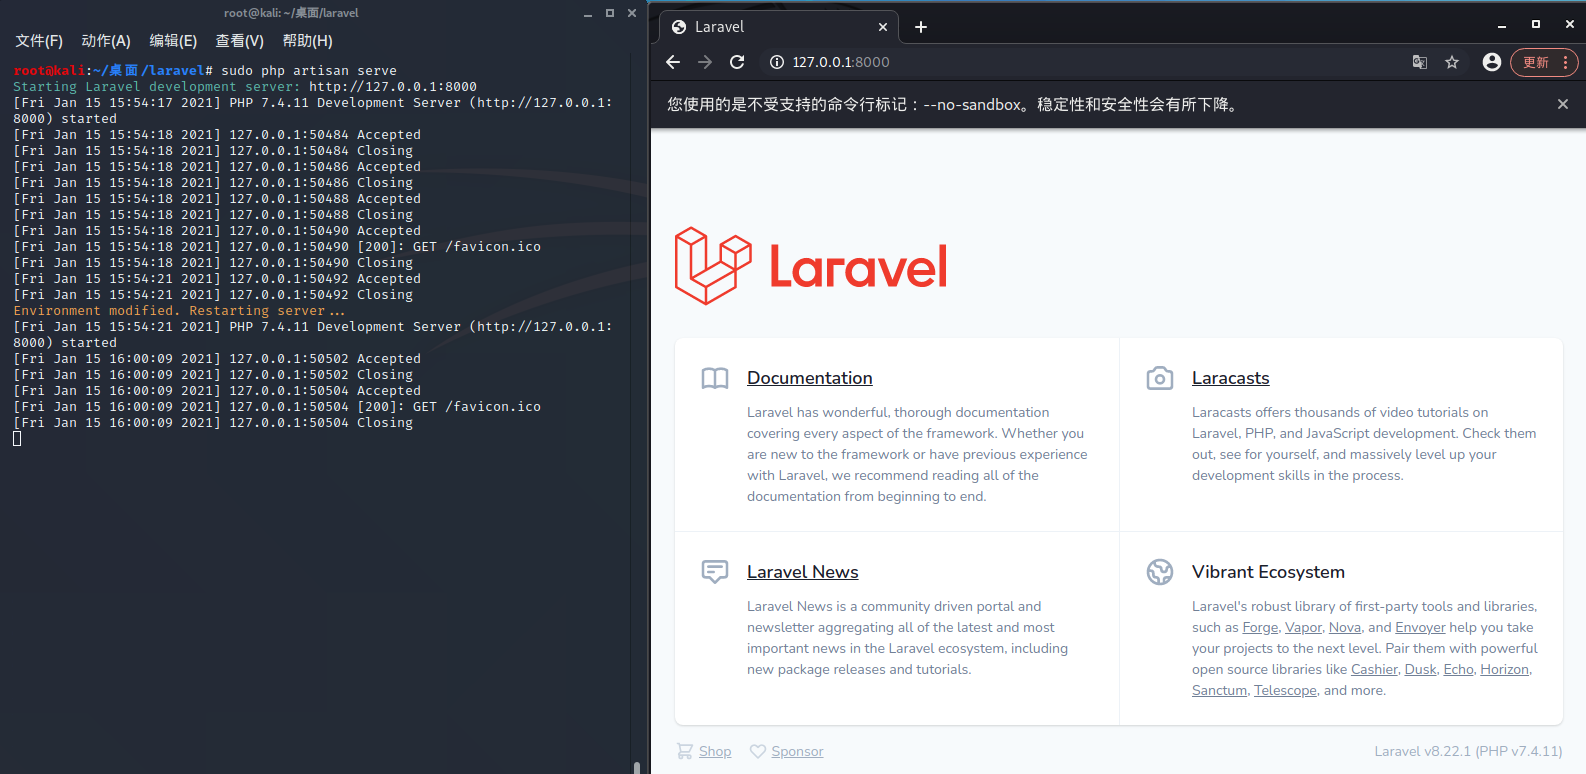 root@kali: ~/桌面/laravel
文件(F) 动作(A) 编辑(E) 查看(V) 帮助(H)
root@kali:~/桌面/laravel# sudo php artisan serve
Starting Laravel development server: http://127.0.0.1:8000
[Fri Jan 15 15:54:17 2021] PHP 7.4.11 Development Server (http://127.0.0.1:
8000) started
[Fri Jan 15 15:54:18 2021] 127.0.0.1:50484 Accepted
[Fri Jan 15 15:54:18 2021] 127.0.0.1:50484 Closing
[Fri Jan 15 15:54:18 2021] 127.0.0.1:50486 Accepted
[Fri Jan 15 15:54:18 2021] 127.0.0.1:50486 Closing
[Fri Jan 15 15:54:18 2021] 127.0.0.1:50488 Accepted
[Fri Jan 15 15:54:18 2021] 127.0.0.1:50488 Closing
[Fri Jan 15 15:54:18 2021] 127.0.0.1:50490 Accepted
[Fri Jan 15 15:54:18 2021] 127.0.0.1:50490 [200]: GET /favicon.ico
[Fri Jan 15 15:54:18 2021] 127.0.0.1:50490 Closing
[Fri Jan 15 15:54:21 2021] 127.0.0.1:50492 Accepted
[Fri Jan 15 15:54:21 2021] 127.0.0.1:50492 Closing
Environment modified. Restarting server...
[Fri Jan 15 15:54:21 2021] PHP 7.4.11 Development Server (http://127.0.0.1:
8000) started
[Fri Jan 15 16:00:09 2021] 127.0.0.1:50502 Accepted
[Fri Jan 15 16:00:09 2021] 127.0.0.1:50502 Closing
[Fri Jan 15 16:00:09 2021] 127.0.0.1:50504 Accepted
[Fri Jan 15 16:00:09 2021] 127.0.0.1:50504 [200]: GET /favicon.ico
[Fri Jan 15 16:00:09 2021] 127.0.0.1:50504 Closing
Laravel
127.0.0.1:8000
更新
您使用的是不受支持的命令行标记：--no-sandbox。稳定性和安全性会有所下降。
Laravel
Documentation
Laravel has wonderful, thorough documentation
covering every aspect of the framework. Whether you
are new to the framework or have previous experience
with Laravel, we recommend reading all of the
documentation from beginning to end.
Laracasts
Laracasts offers thousands of video tutorials on
Laravel, PHP, and JavaScript development. Check them
out, see for yourself, and massively level up your
development skills in the process.
Laravel News
Laravel News is a community driven portal and
newsletter aggregating all of the latest and most
important news in the Laravel ecosystem, including
new package releases and tutorials.
Vibrant Ecosystem
Laravel's robust library of first-party tools and libraries,
such as Forge, Vapor, Nova, and Envoyer help you take
your projects to the next level. Pair them with powerful
open source libraries like Cashier, Dusk, Echo, Horizon,
Sanctum, Telescope, and more.
Shop Sponsor
Laravel v8.22.1 (PHP v7.4.11)